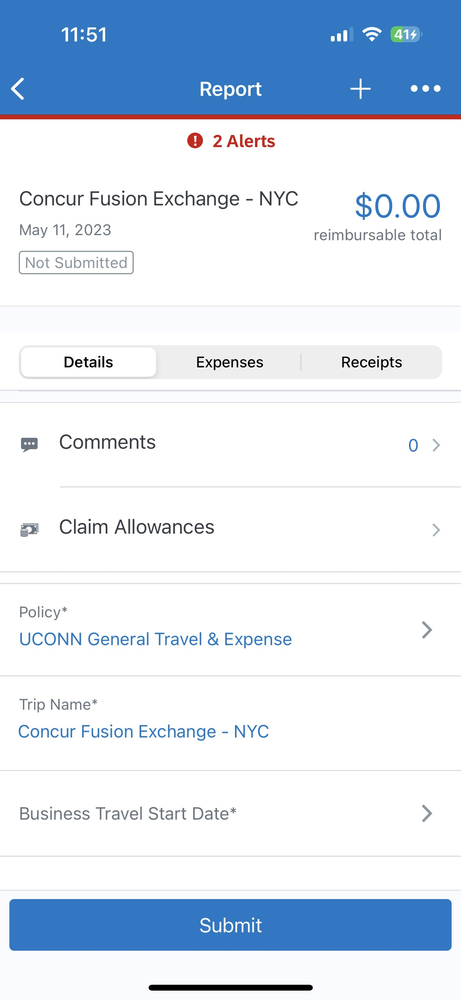 11:51
41
Report
2 Alerts
Concur Fusion Exchange - NYC
$0.00
May 11, 2023
reimbursable total
Not Submitted
Details
Expenses
Receipts
Comments
0
Claim Allowances
Policy*
UCONN General Travel & Expense
Trip Name*
Concur Fusion Exchange - NYC
Business Travel Start Date*
Submit